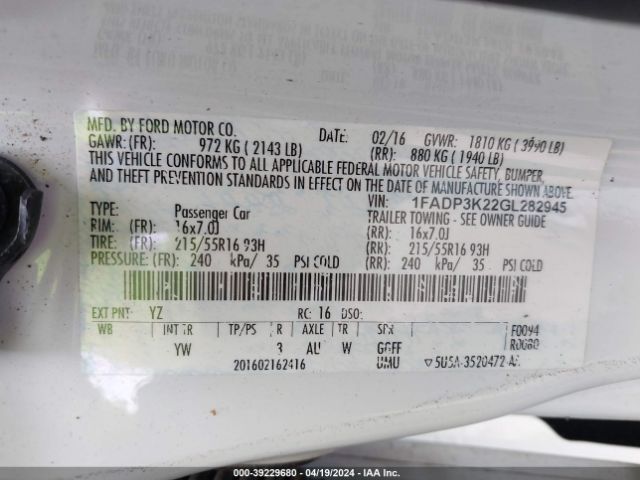 MFD. BY FORD MOTOR CO. DATE: 02/16 GVWR: 1810 KG ( 3990 LB)
GAWR: (FR): 972 KG ( 2143 LB) (RR): 880 KG ( 1940 LB)
THIS VEHICLE CONFORMS TO ALL APPLICABLE FEDERAL MOTOR VEHICLE SAFETY, BUMPER,
AND THEFT PREVENTION STANDARDS IN EFFECT ON THE DATE OF MANUFACTURE SHOWN ABOVE.
VIN: 1FADP3K22GL282945
TYPE: Passenger Car TRAILER TOWING-SEE OWNER GUIDE
RIM: (FR): 16x7.0J (RR): 16x7.0J
TIRE: (FR): 215/55R16 93H (RR): 215/55R16 93H
PRESSURE: (FR): 240 kPa/ 35 PSI COLD (RR): 240 kPa/ 35 PSI COLD
EXT PNT: YZ RC: 16 DSO:
WB INT TR TP/PS R AXLE TR SPR F0094
YW 3 AU W GGFF R0080
201602162416 UMU 5U5A-3520472-
000-39229680 - 04/19/2024 - IAA Inc.